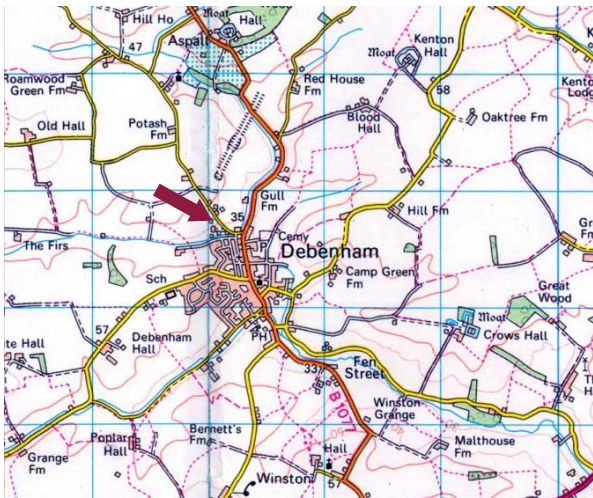 Hill Ho
Moat
Hall
47
Aspall
Kenton
Hall
Moat
Roamwood
Green Fm
Red House
Fm
58
Kento
Lodg
Potash
Fm
Old Hall
Blood
Hall
Oaktree Fm
Gull
Fm
35
Hill Fm
The Firs
P
Cemy
Debenham
Camp Green
Fm
Sch
Great
Wood
Moat
Crows Hall
57
Debenham
Hall
te Hall
PH
Fen
Street
33
B1077
Winston
Grange
Bennett's
Fm
Poplar
Hall
Malthouse
Fm
Grange
Fm
Hall
Winston
57